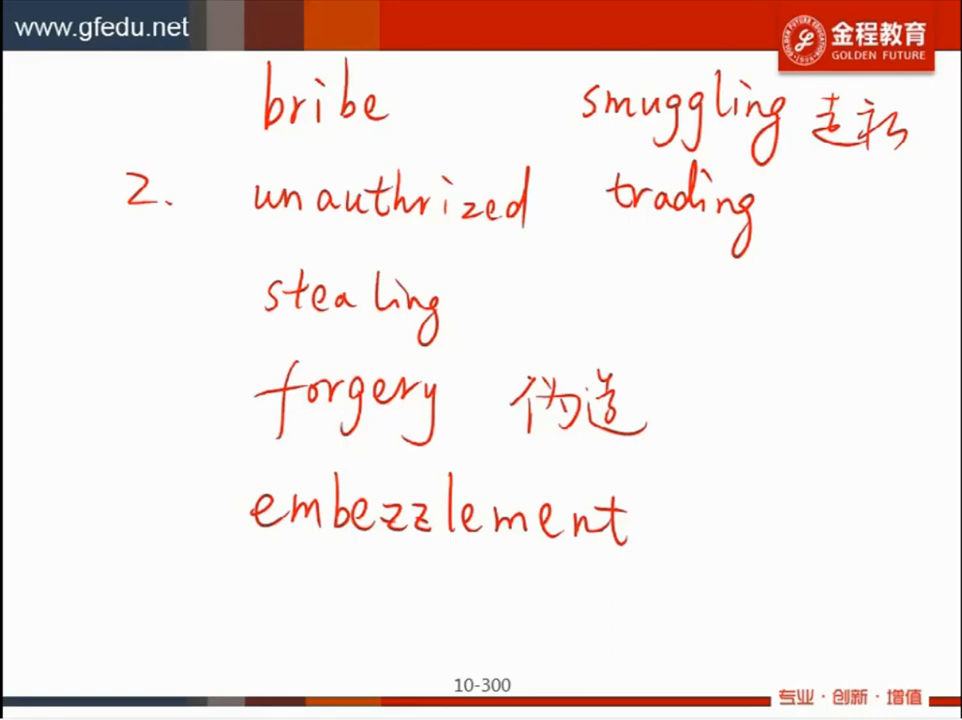 www.gfedu.net
金程教育
GOLDEN FUTURE
bribe smuggling 走私
2. unauthrized trading
stealing
forgery 伪造
embezzlement
10-300
专业·创新·增值